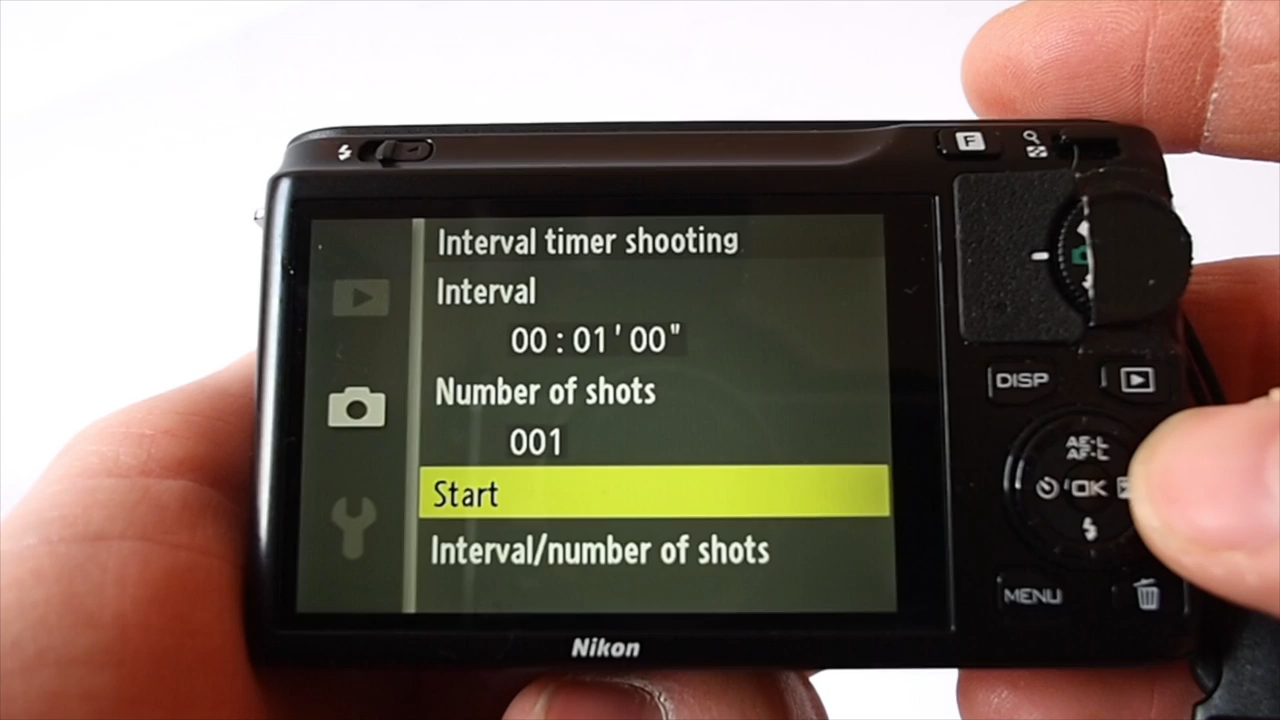 F
Interval timer shooting
Interval
00:01'00"
Number of shots
001
Start
Interval/number of shots
DISP
AE-L
AF-L
OK
MENU
Nikon